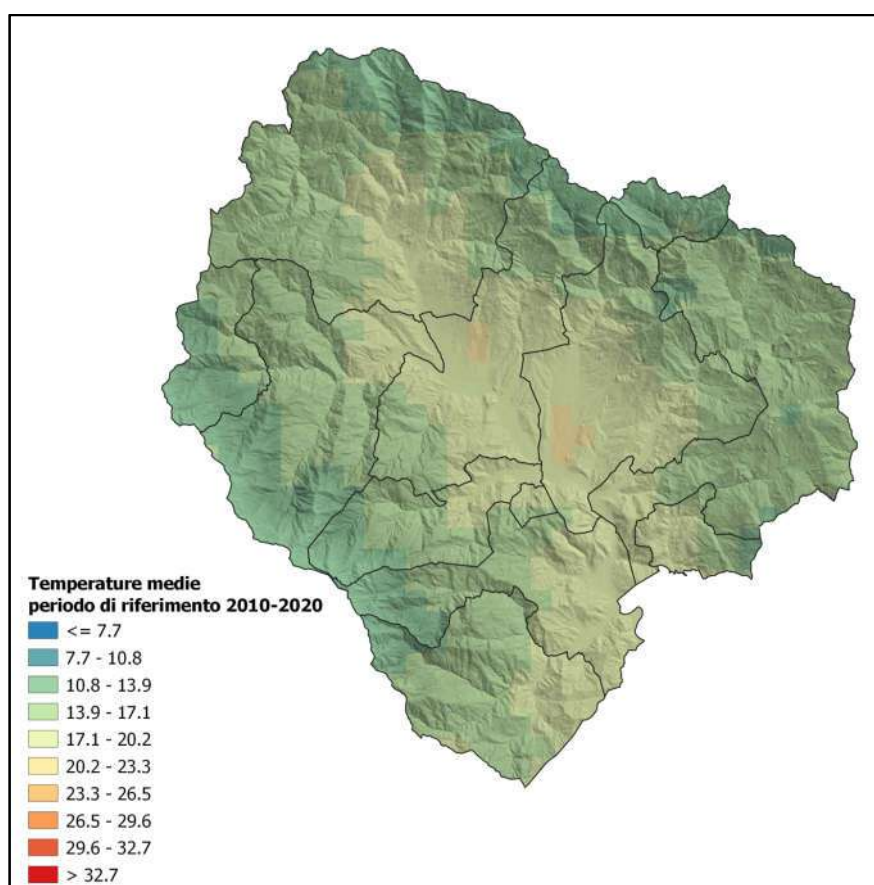 Temperature medie
periodo di riferimento 2010-2020
<= 7.7
7.7 - 10.8
10.8 - 13.9
13.9 - 17.1
17.1 - 20.2
20.2 - 23.3
23.3 - 26.5
26.5 - 29.6
29.6 - 32.7
> 32.7